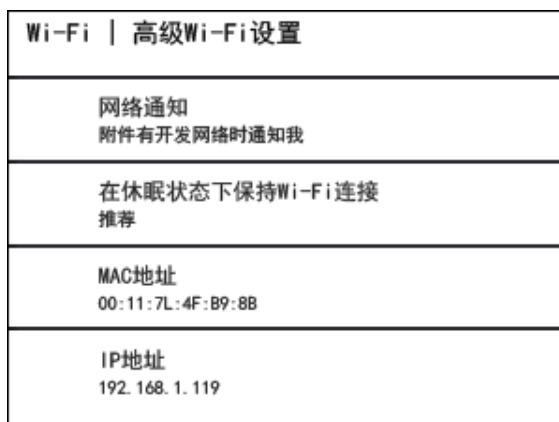 Wi-Fi | 高级Wi-Fi设置
网络通知
附件有开发网络时通知我
在休眠状态下保持Wi-Fi连接
推荐
MAC地址
00:11:7L:4F:B9:8B
IP地址
192.168.1.119